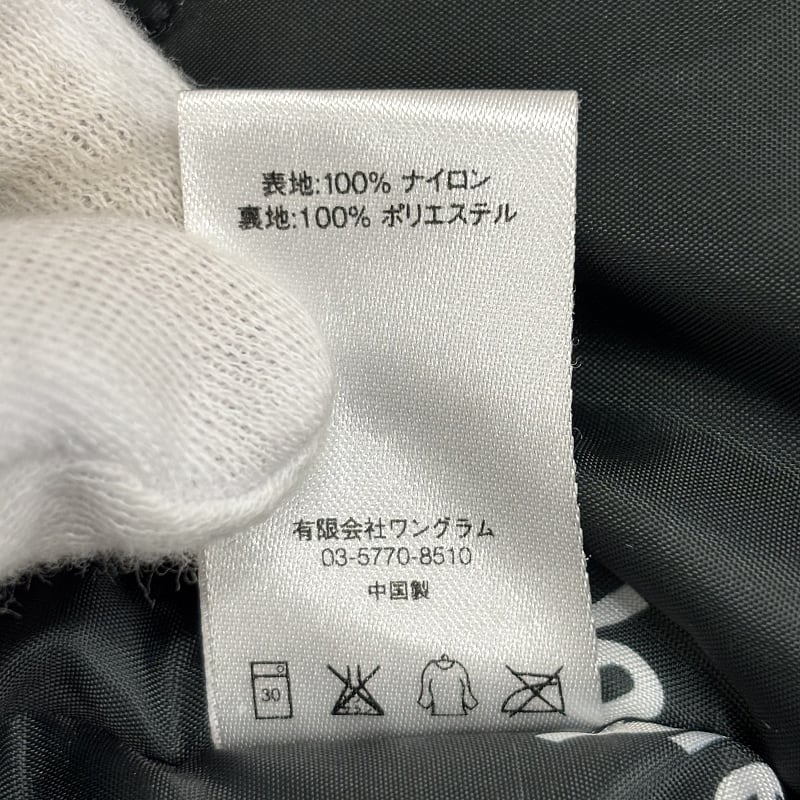 表地:100% ナイロン
裏地:100% ポリエステル
有限会社ワングラム
03-5770-8510
中国製
30